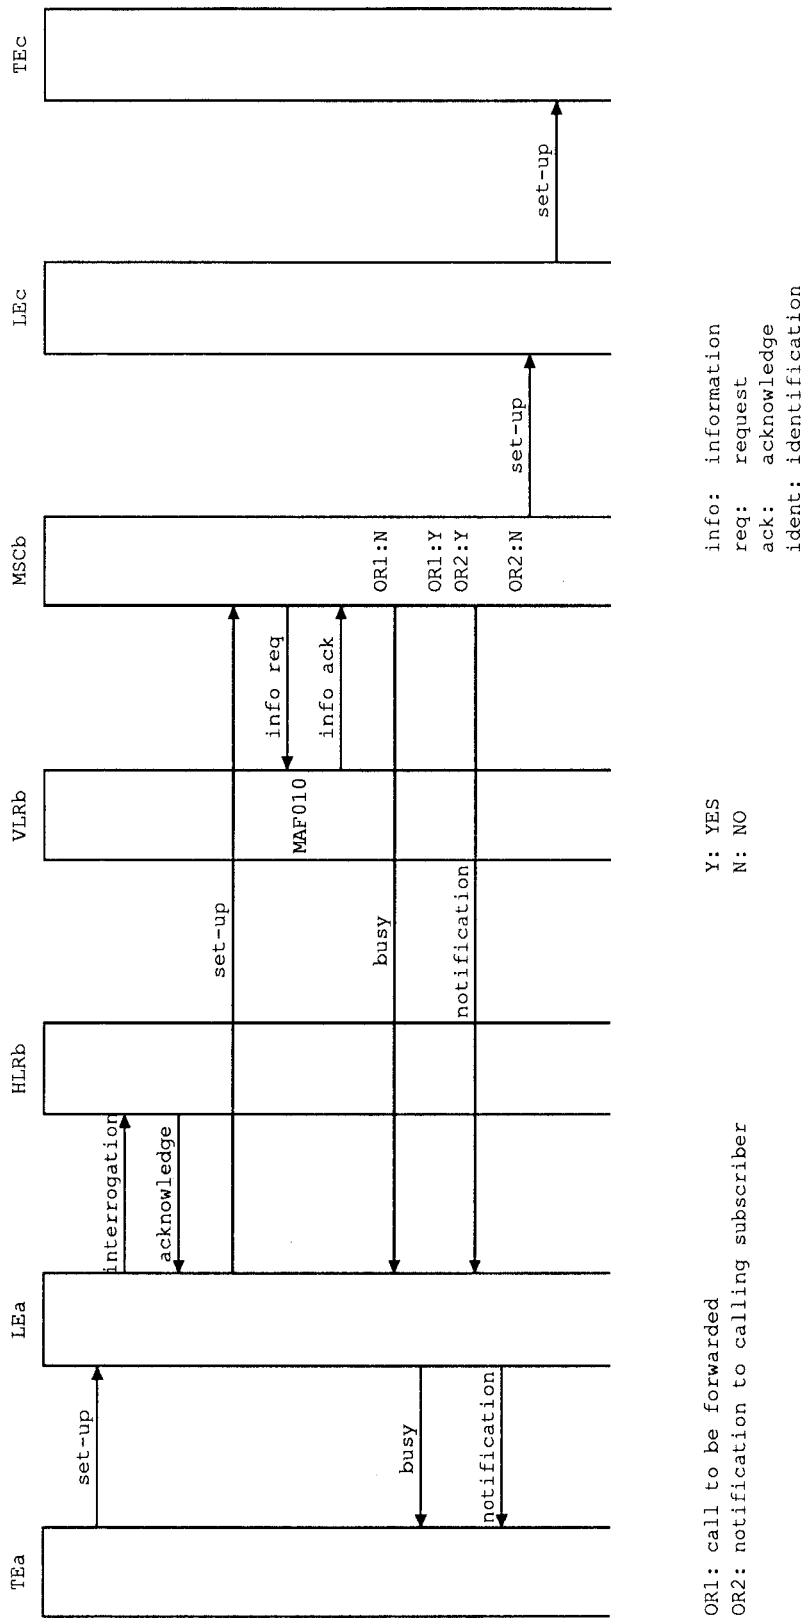 TEa
LEa
HLRb
VLRb
MSCb
LEc
TEc
set-up
interrogation
acknowledge
set-up
info req
MAF010
info ack
OR1:N
busy
busy
OR1:Y
OR2:Y
notification
notification
OR2:N
set-up
set-up
OR1: call to be forwarded
OR2: notification to calling subscriber
Y: YES
N: NO
info: information
req: request
ack: acknowledge
ident: identification